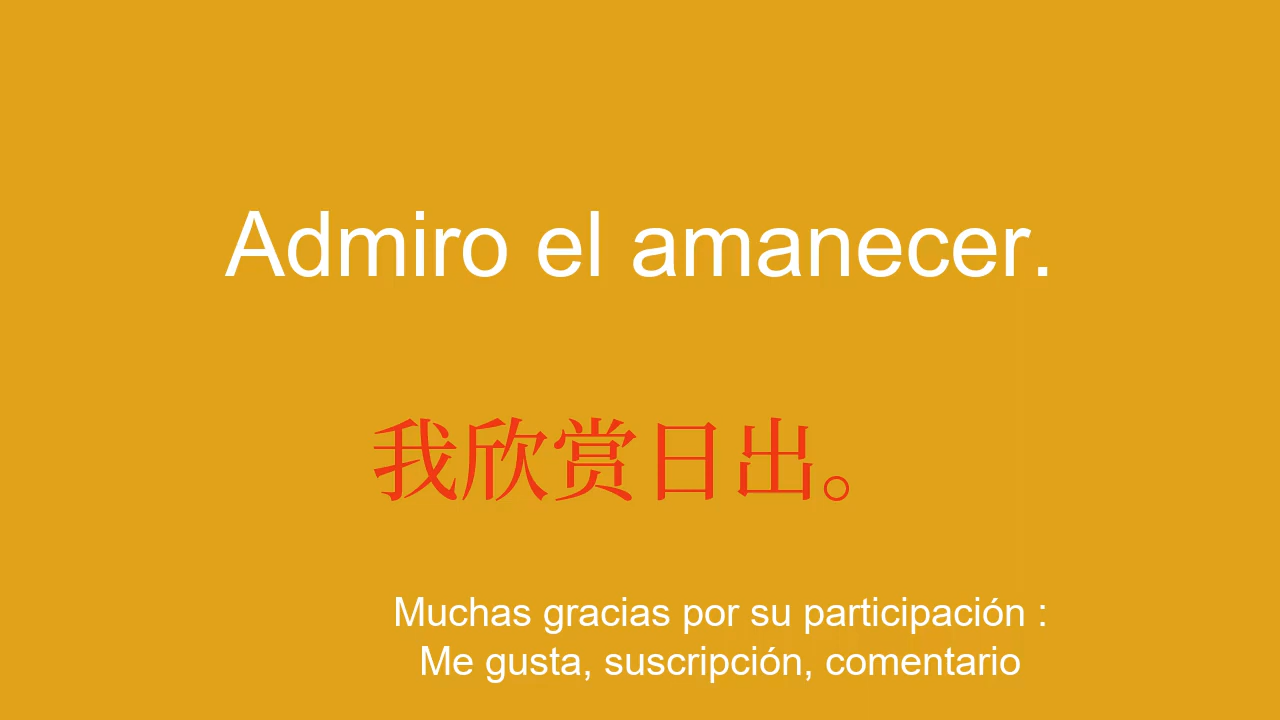 Admiro el amanecer.
我欣赏日出。
Muchas gracias por su participación :
Me gusta, suscripción, comentario